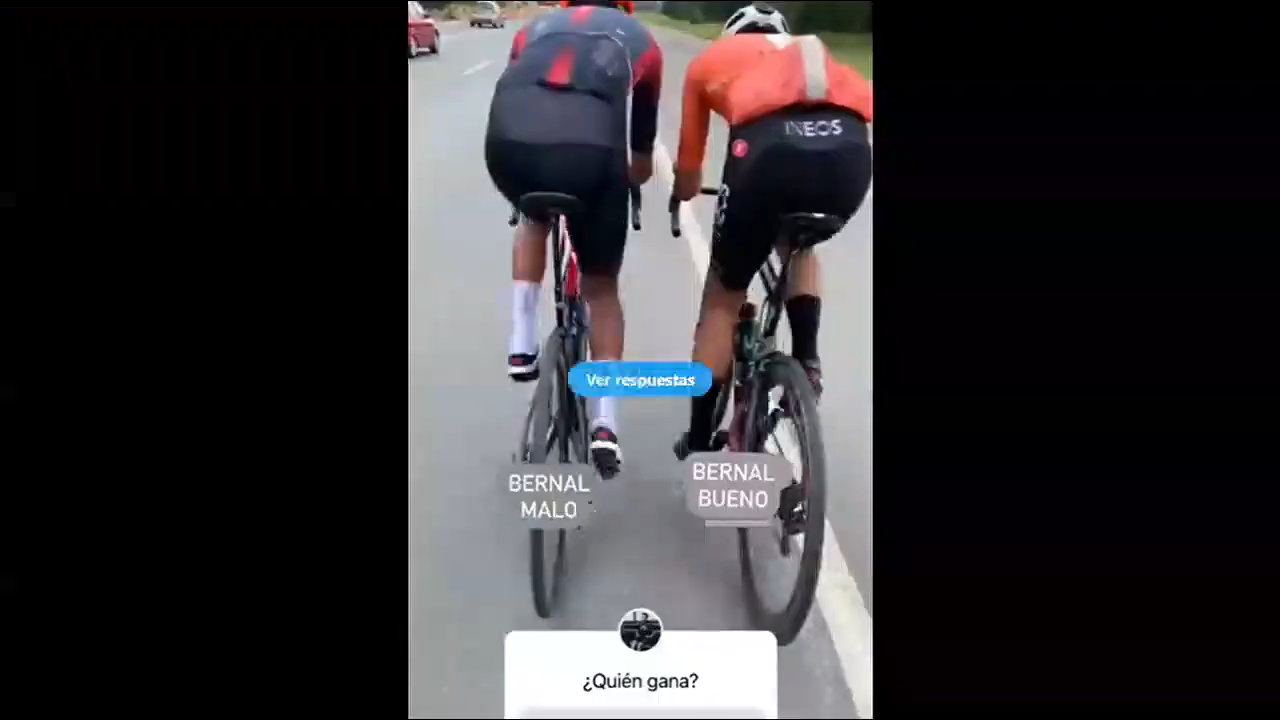 INEOS
Ver respuestas
BERNAL
MALO
BERNAL
BUENO
¿Quién gana?